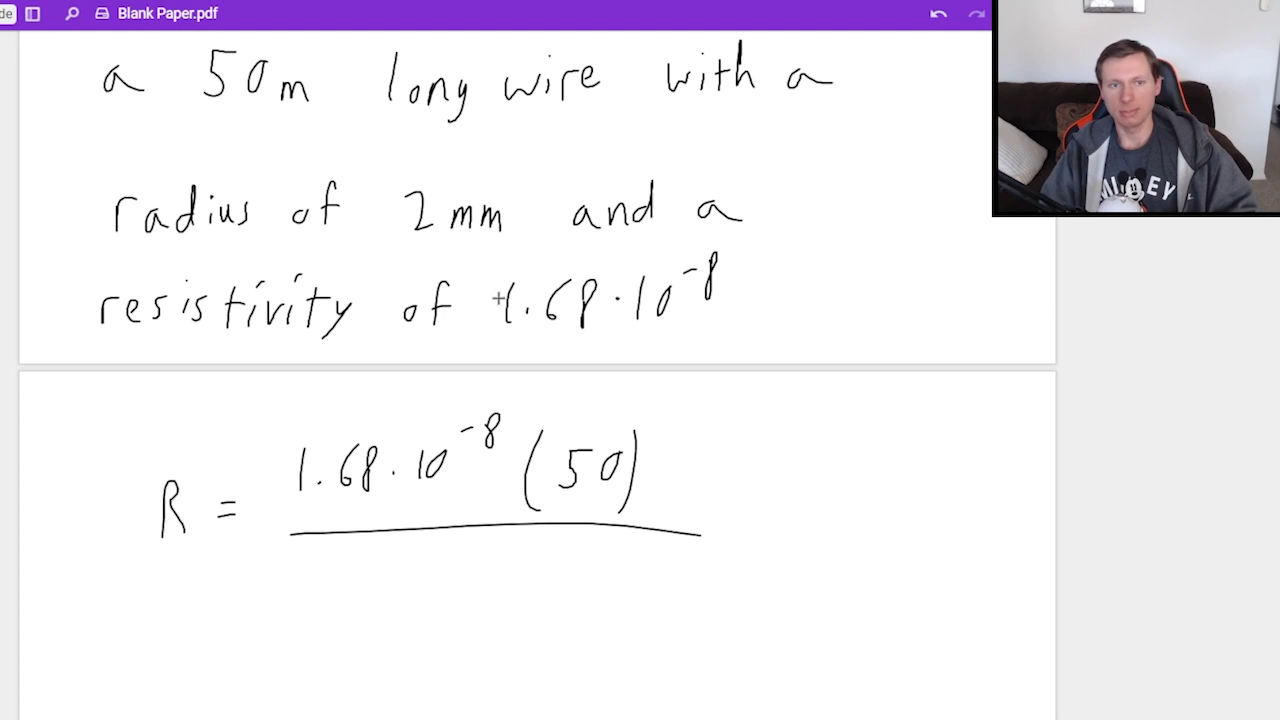 de
Blank Paper.pdf
a 50m long wire with a
radius of 2mm and a
resistivity of 1.68·10⁻⁸
R = 1.68·10⁻⁸ (50)
MICKEY